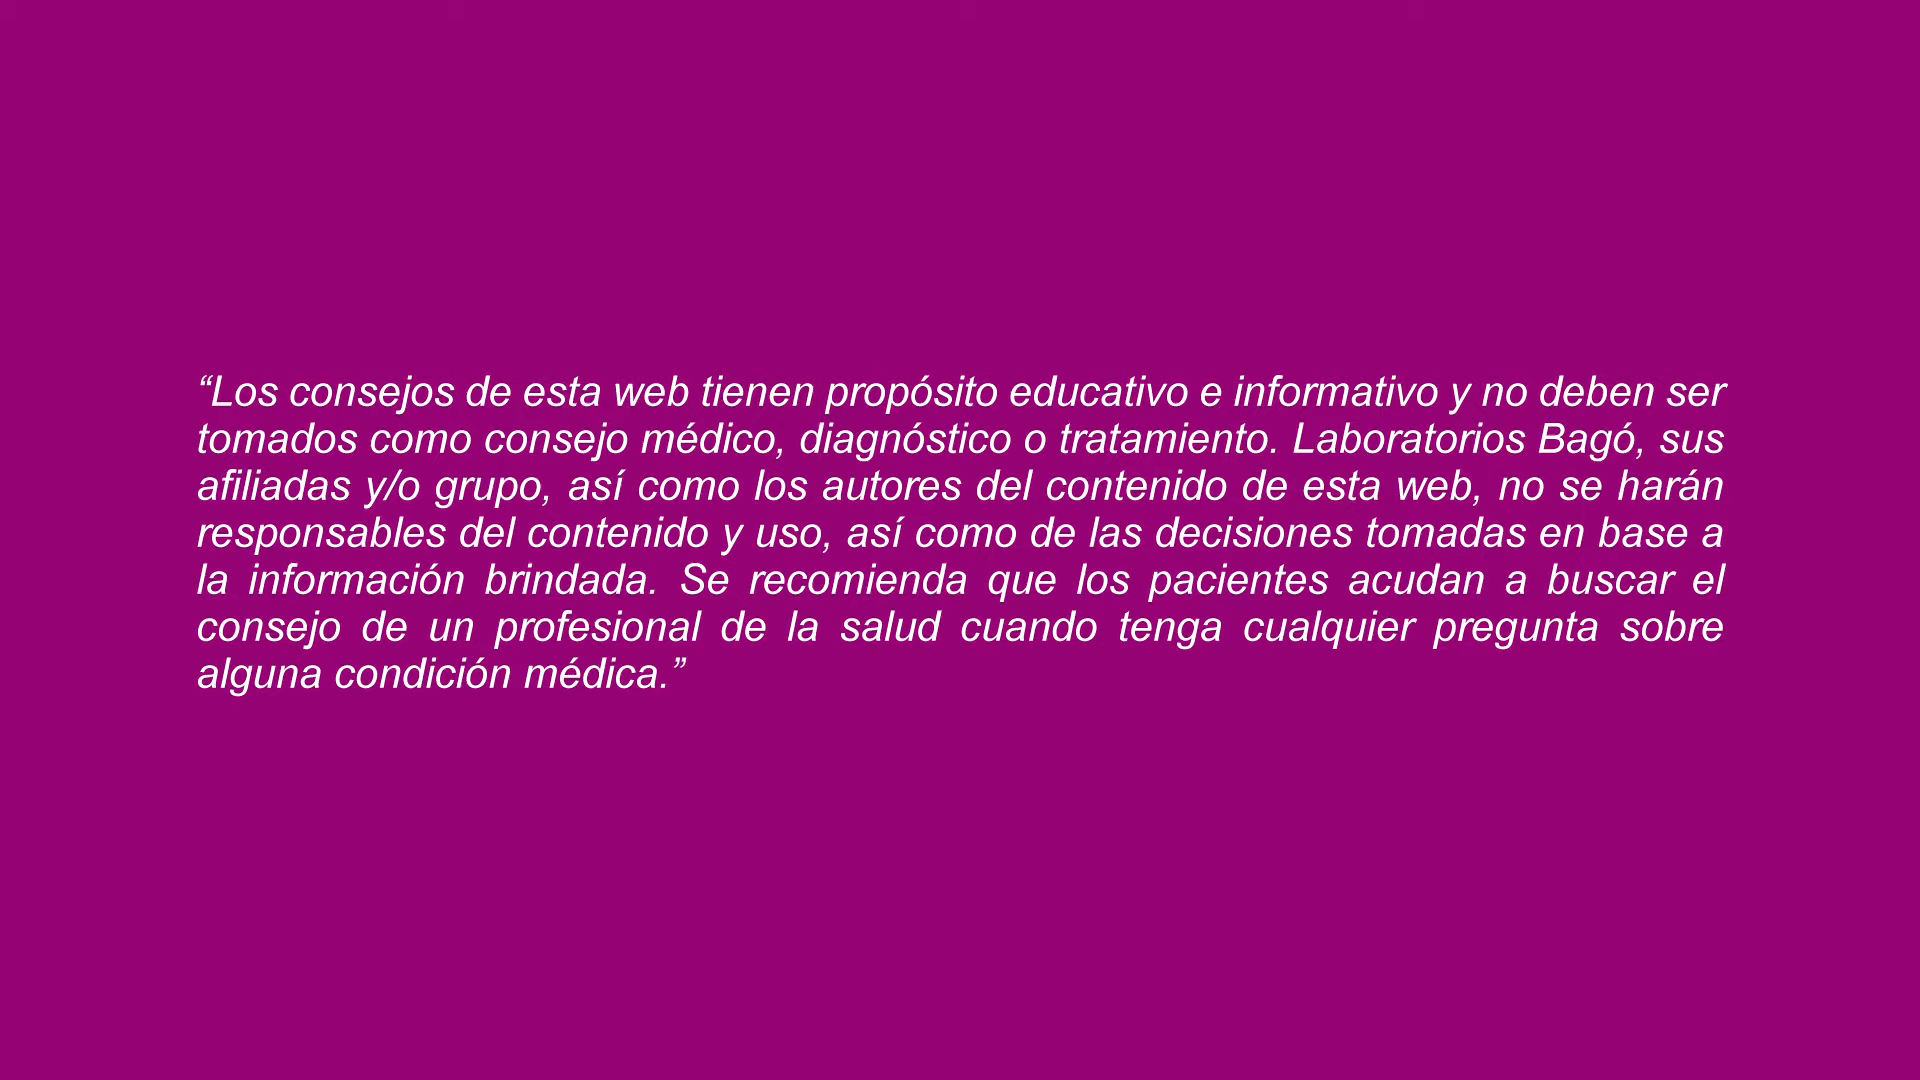 “Los consejos de esta web tienen propósito educativo e informativo y no deben ser
tomados como consejo médico, diagnóstico o tratamiento. Laboratorios Bagó, sus
afiliadas y/o grupo, así como los autores del contenido de esta web, no se harán
responsables del contenido y uso, así como de las decisiones tomadas en base a
la información brindada. Se recomienda que los pacientes acudan a buscar el
consejo de un profesional de la salud cuando tenga cualquier pregunta sobre
alguna condición médica.”